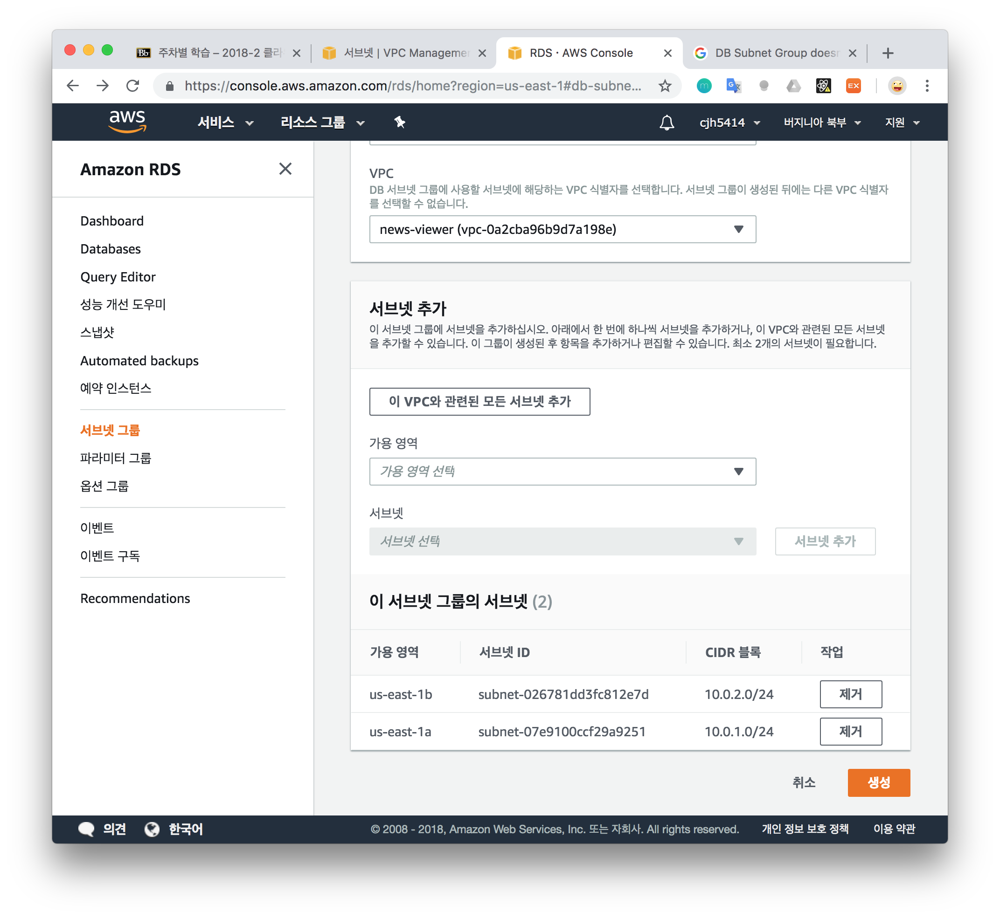 Bb 주차별 학습 – 2018-2 클라
서브넷 | VPC Managemen
RDS · AWS Console
DB Subnet Group does
https://console.aws.amazon.com/rds/home?region=us-east-1#db-subne...
m
G
EX
aws
서비스
리소스 그룹
cjh5414
버지니아 북부
지원
Amazon RDS
Dashboard
Databases
Query Editor
성능 개선 도우미
스냅샷
Automated backups
예약 인스턴스
서브넷 그룹
파라미터 그룹
옵션 그룹
이벤트
이벤트 구독
Recommendations
VPC
DB 서브넷 그룹에 사용할 서브넷에 해당하는 VPC 식별자를 선택합니다. 서브넷 그룹이 생성된 뒤에는 다른 VPC 식별자
를 선택할 수 없습니다.
news-viewer (vpc-0a2cba96b9d7a198e)
서브넷 추가
이 서브넷 그룹에 서브넷을 추가하십시오. 아래에서 한 번에 하나씩 서브넷을 추가하거나, 이 VPC와 관련된 모든 서브넷
을 추가할 수 있습니다. 이 그룹이 생성된 후 항목을 추가하거나 편집할 수 있습니다. 최소 2개의 서브넷이 필요합니다.
이 VPC와 관련된 모든 서브넷 추가
가용 영역
가용 영역 선택
서브넷
서브넷 선택
서브넷 추가
이 서브넷 그룹의 서브넷 (2)
가용 영역 서브넷 ID CIDR 블록 작업
us-east-1b subnet-026781dd3fc812e7d 10.0.2.0/24 제거
us-east-1a subnet-07e9100ccf29a9251 10.0.1.0/24 제거
취소 생성
의견 한국어 © 2008 - 2018, Amazon Web Services, Inc. 또는 자회사. All rights reserved. 개인 정보 보호 정책 이용 약관